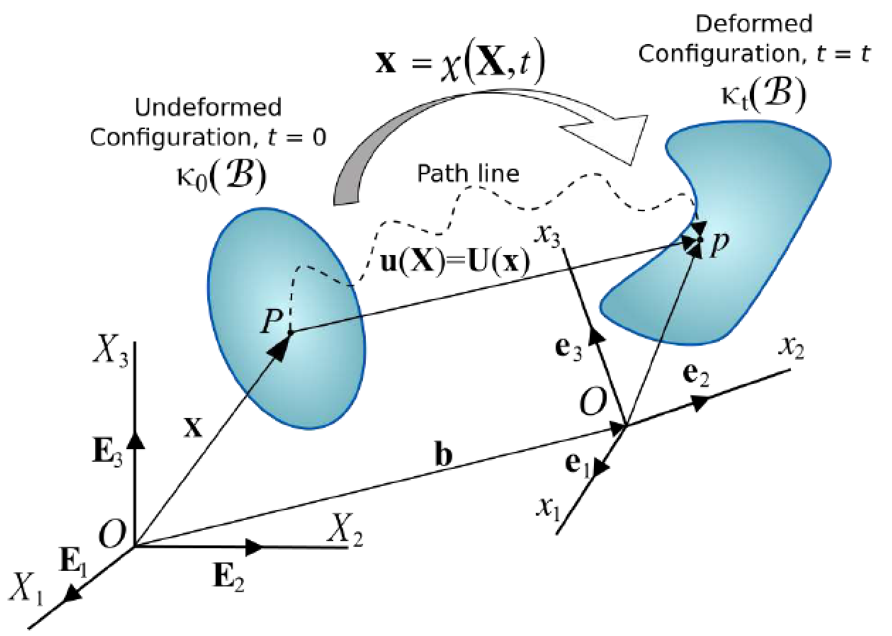 Deformed
Configuration, t = t
κt(ℬ)
x = χ(X,t)
Undeformed
Configuration, t = 0
κ0(ℬ)
Path line
x3
u(X)=U(x)
p
P
X3
e3
x2
e2
O
x
b
E3
e1
x1
O
X2
E1
E2
X1